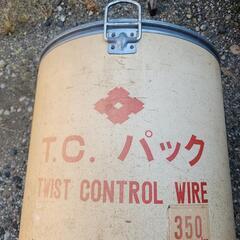 T.C. パック
TWIST CONTROL WIRE
350